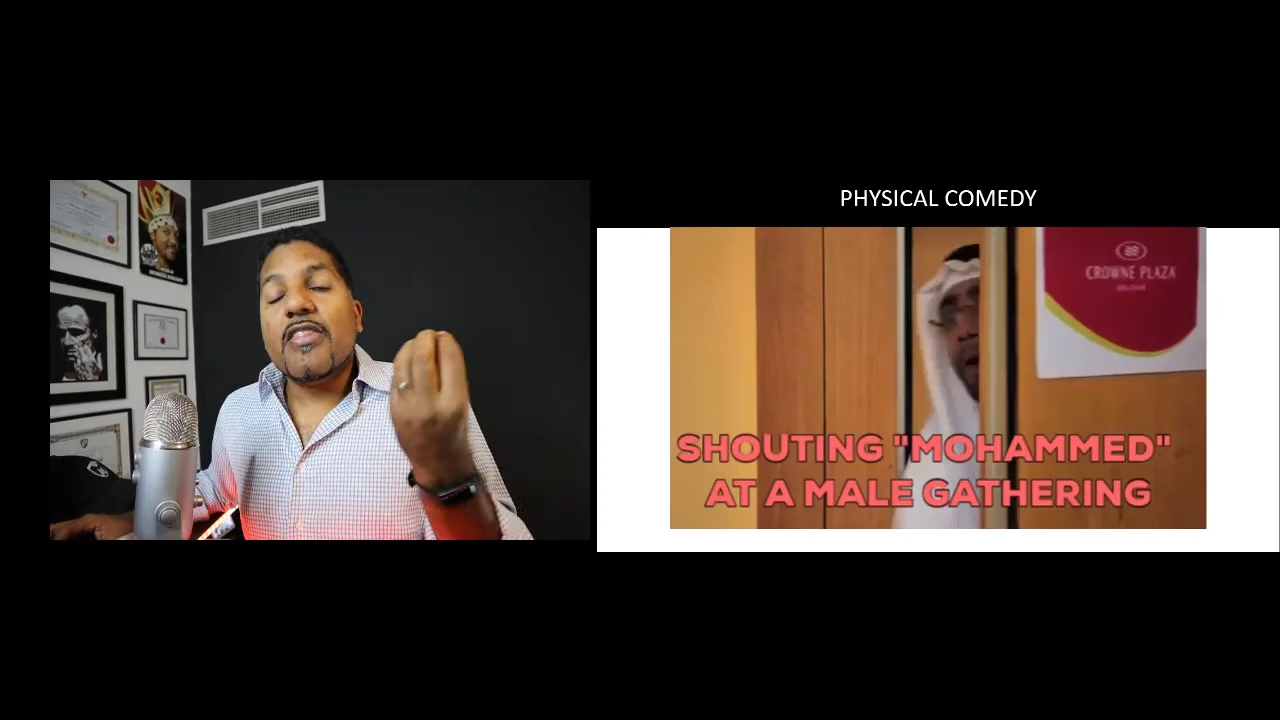 PHYSICAL COMEDY
CROWNE PLAZA
SHOUTING "MOHAMMED"
AT A MALE GATHERING